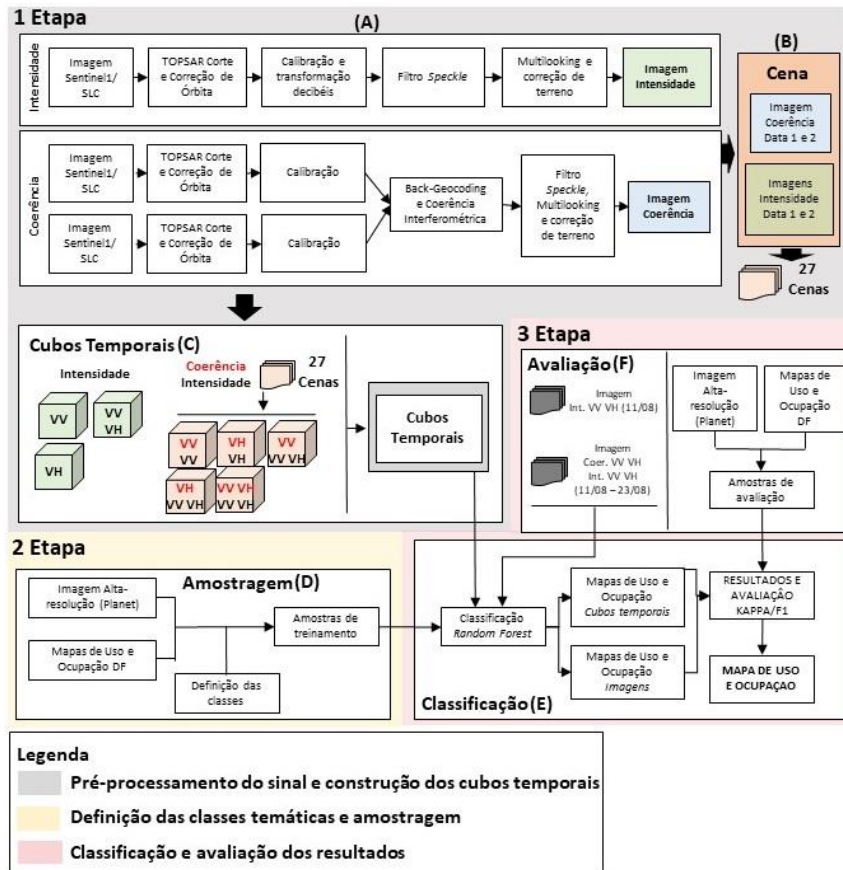 1 Etapa
(A)
Intensidade
Imagem
Sentinel1/
SLC
TOPSAR Corte
e Correção de
Órbita
Calibração e
transformação
decibéis
Filtro Speckle
Multilooking e
correção de
terreno
Imagem
Intensidade
Coerência
Imagem
Sentinel1/
SLC
TOPSAR Corte
e Correção de
Órbita
Calibração
Imagem
Sentinel1/
SLC
TOPSAR Corte
e Correção de
Órbita
Calibração
Back-Geocoding
e Coerência
Interferométrica
Filtro
Speckle,
Multilooking
e correção
de terreno
Imagem
Coerência
(B)
Cena
Imagem
Coerência
Data 1 e 2
Imagens
Intensidade
Data 1 e 2
27
Cenas
Cubos Temporais (C)
Intensidade
VV
VV
VH
VH
Coerência
Intensidade
27
Cenas
VV
VV
VH
VH
VV
VV VH
VH
VV VH
VV VH
VV VH
Cubos
Temporais
3 Etapa
Avaliação (F)
Imagem
Int. VV VH (11/08)
Imagem
Coer. VV VH
Int. VV VH
(11/08 – 23/08)
Imagem
Alta-
resolução
(Planet)
Mapas de
Uso e
Ocupação
DF
Amostras de
avaliação
2 Etapa
Amostragem (D)
Imagem Alta-
resolução (Planet)
Mapas de Uso e
Ocupação DF
Definição das
classes
Amostras de
treinamento
Classificação
Random Forest
Mapas de Uso e
Ocupação
Cubos temporais
Mapas de Uso e
Ocupação
Imagens
RESULTADOS E
AVALIAÇÂO
KAPPA/F1
MAPA DE USO
E OCUPAÇAO
Classificação (E)
Legenda
Pré-processamento do sinal e construção dos cubos temporais
Definição das classes temáticas e amostragem
Classificação e avaliação dos resultados